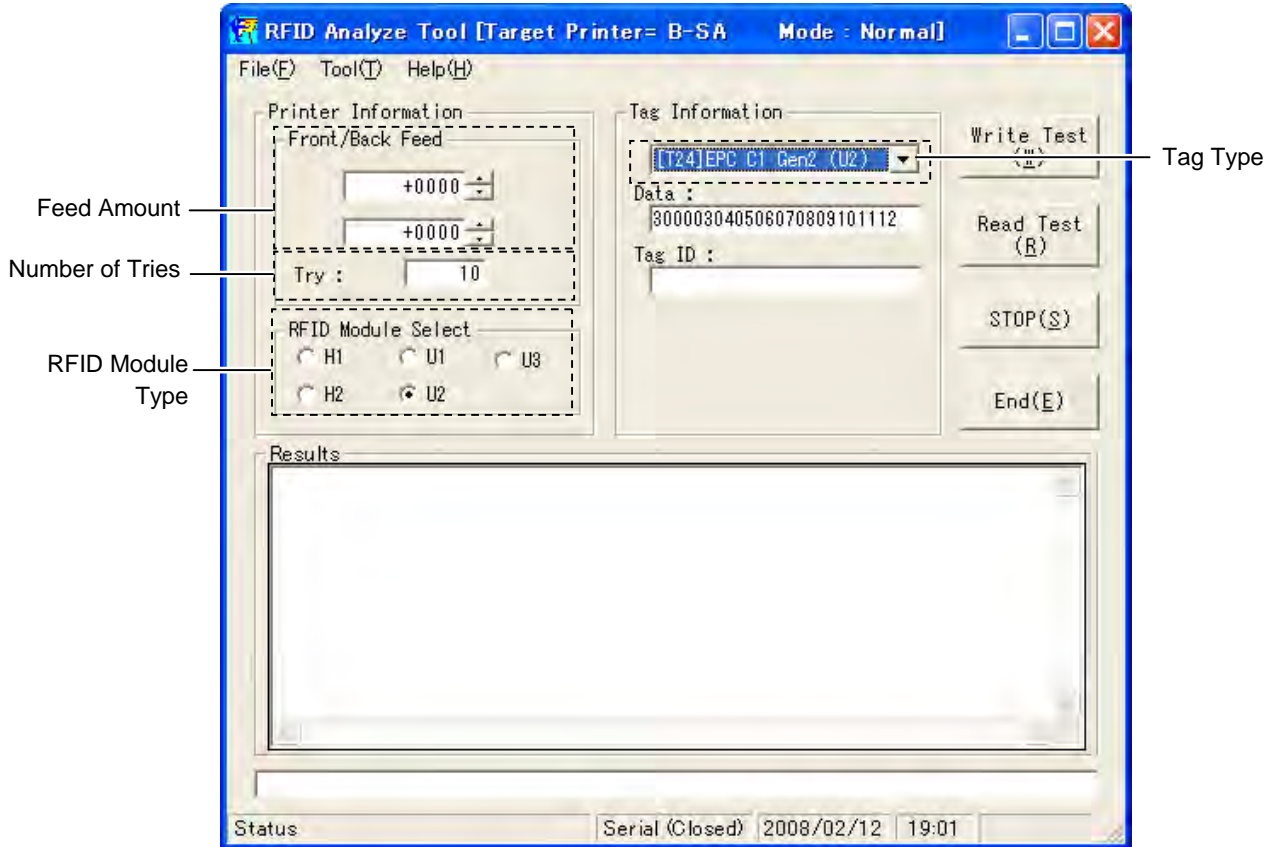 RFID Analyze Tool [Target Printer= B-SA Mode : Normal]
File(F) Tool(T) Help(H)
Printer Information
Front/Back Feed
+0000
+0000
Try : 10
RFID Module Select
H1 U1 U3
H2 U2
Tag Information
[T24]EPC C1 Gen2 (U2)
Data :
300003040506070809101112
Tag ID :
Write Test
(W)
Read Test
(R)
STOP(S)
End(E)
Feed Amount
Number of Tries
RFID Module
Type
Tag Type
Results
Status Serial (Closed) 2008/02/12 19:01